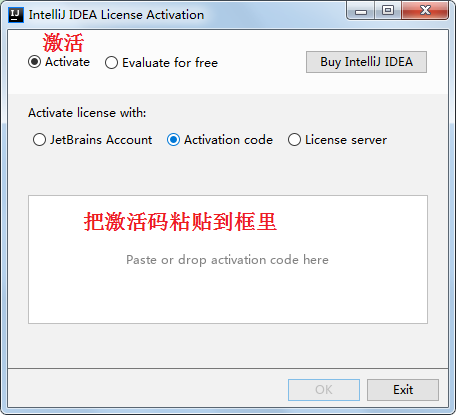 IJ IntelliJ IDEA License Activation
激活
Activate Evaluate for free Buy IntelliJ IDEA
Activate license with:
JetBrains Account Activation code License server
把激活码粘贴到框里
Paste or drop activation code here
OK Exit